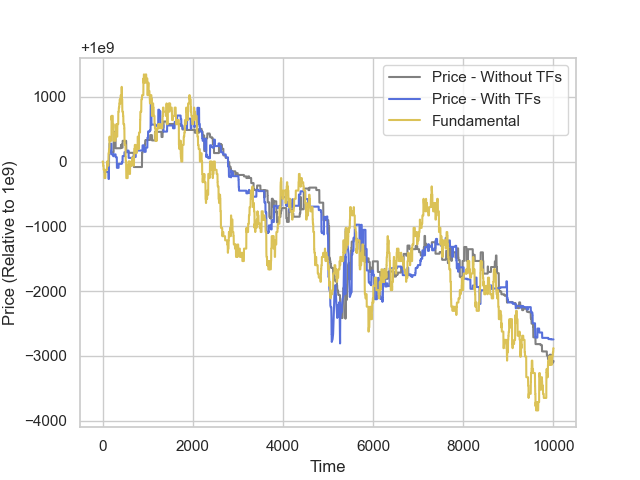 +1e9
Price - Without TFs
Price - With TFs
Fundamental
1000
0
−1000
−2000
−3000
−4000
Price (Relative to 1e9)
0 2000 4000 6000 8000 10000
Time